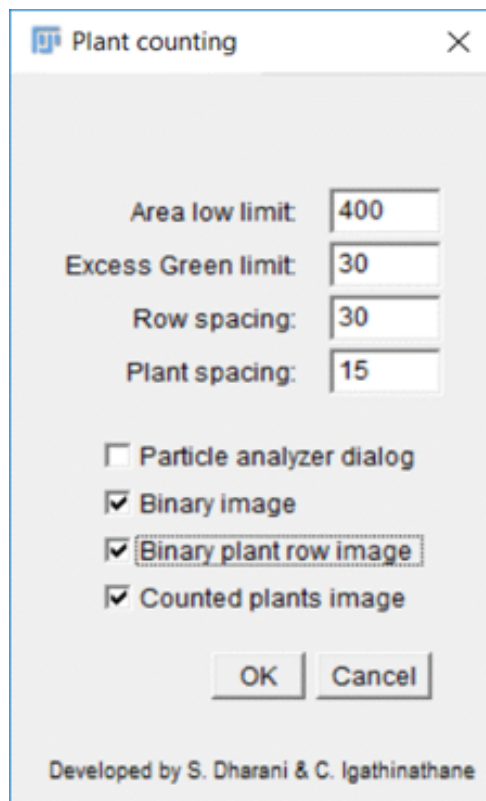 Plant counting
Area low limit: 400
Excess Green limit: 30
Row spacing: 30
Plant spacing: 15
Particle analyzer dialog
Binary image
Binary plant row image
Counted plants image
OK Cancel
Developed by S. Dharani & C. Igathinathane